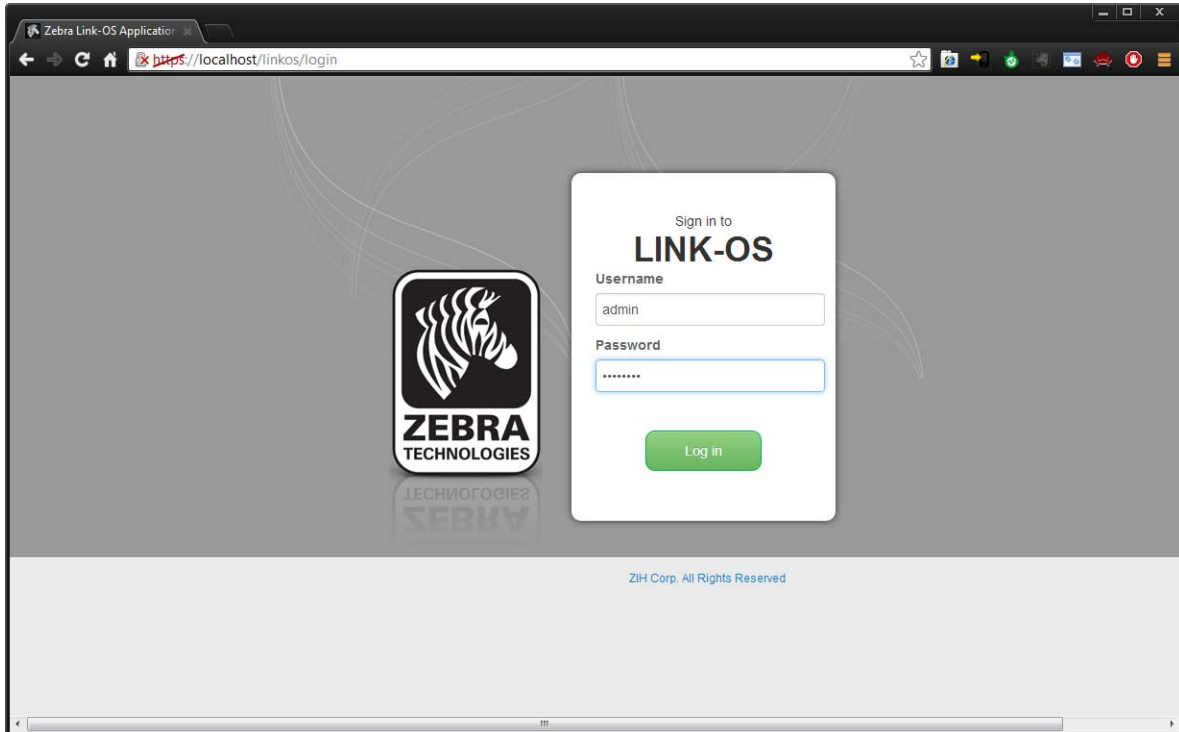 Zebra Link-OS Application
https://localhost/linkos/login
Sign in to
LINK-OS
Username
admin
Password
••••••••
Log in
ZEBRA
TECHNOLOGIES
ZIH Corp. All Rights Reserved